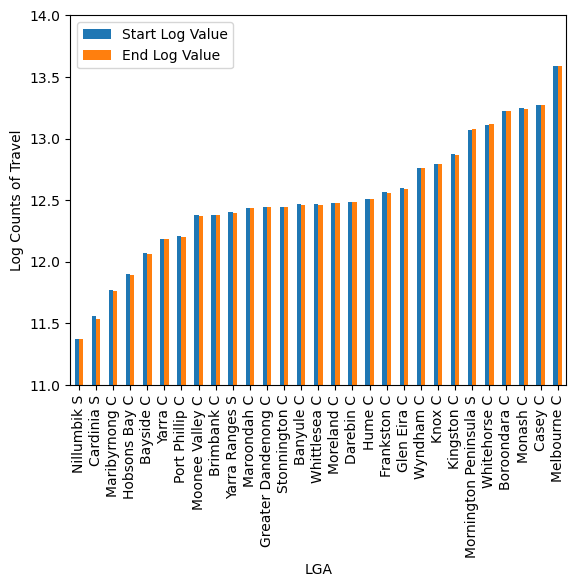 Start Log Value
End Log Value
14.0
13.5
13.0
12.5
12.0
11.5
11.0
Log Counts of Travel
Nillumbik S
Cardinia S
Maribyrnong C
Hobsons Bay C
Bayside C
Yarra C
Port Phillip C
Moonee Valley C
Brimbank C
Yarra Ranges S
Maroondah C
Greater Dandenong C
Stonnington C
Banyule C
Whittlesea C
Moreland C
Darebin C
Hume C
Frankston C
Glen Eira C
Wyndham C
Knox C
Kingston C
Mornington Peninsula S
Whitehorse C
Boroondara C
Monash C
Casey C
Melbourne C
LGA